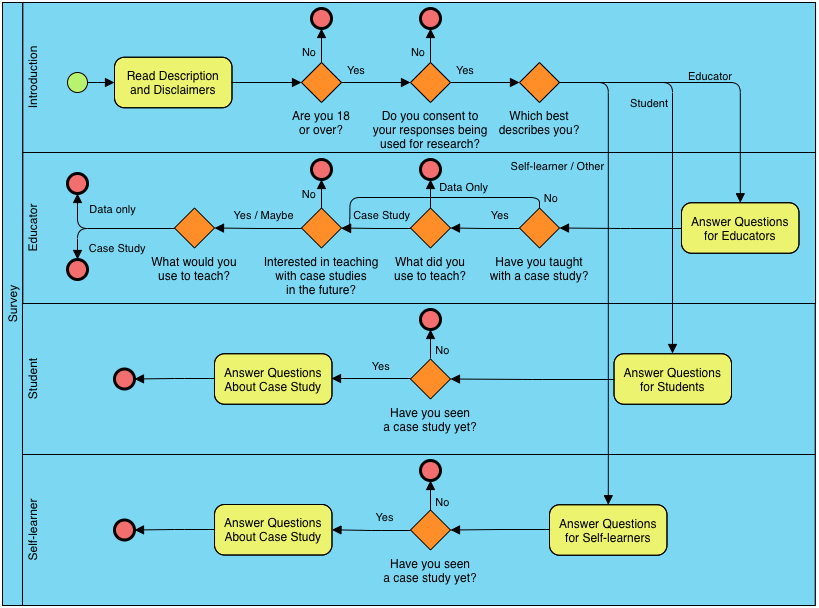 Survey
Introduction
Read Description
and Disclaimers
No
Yes
Are you 18
or over?
No
Yes
Do you consent to
your responses being
used for research?
Which best
describes you?
Educator
Student
Self-learner / Other
Educator
Answer Questions
for Educators
No
Yes
Have you taught
with a case study?
Data Only
Case Study
What did you
use to teach?
No
Yes / Maybe
Interested in teaching
with case studies
in the future?
What would you
use to teach?
Data only
Case Study
Student
Answer Questions
for Students
No
Yes
Have you seen
a case study yet?
Answer Questions
About Case Study
Self-learner
Answer Questions
for Self-learners
No
Yes
Have you seen
a case study yet?
Answer Questions
About Case Study